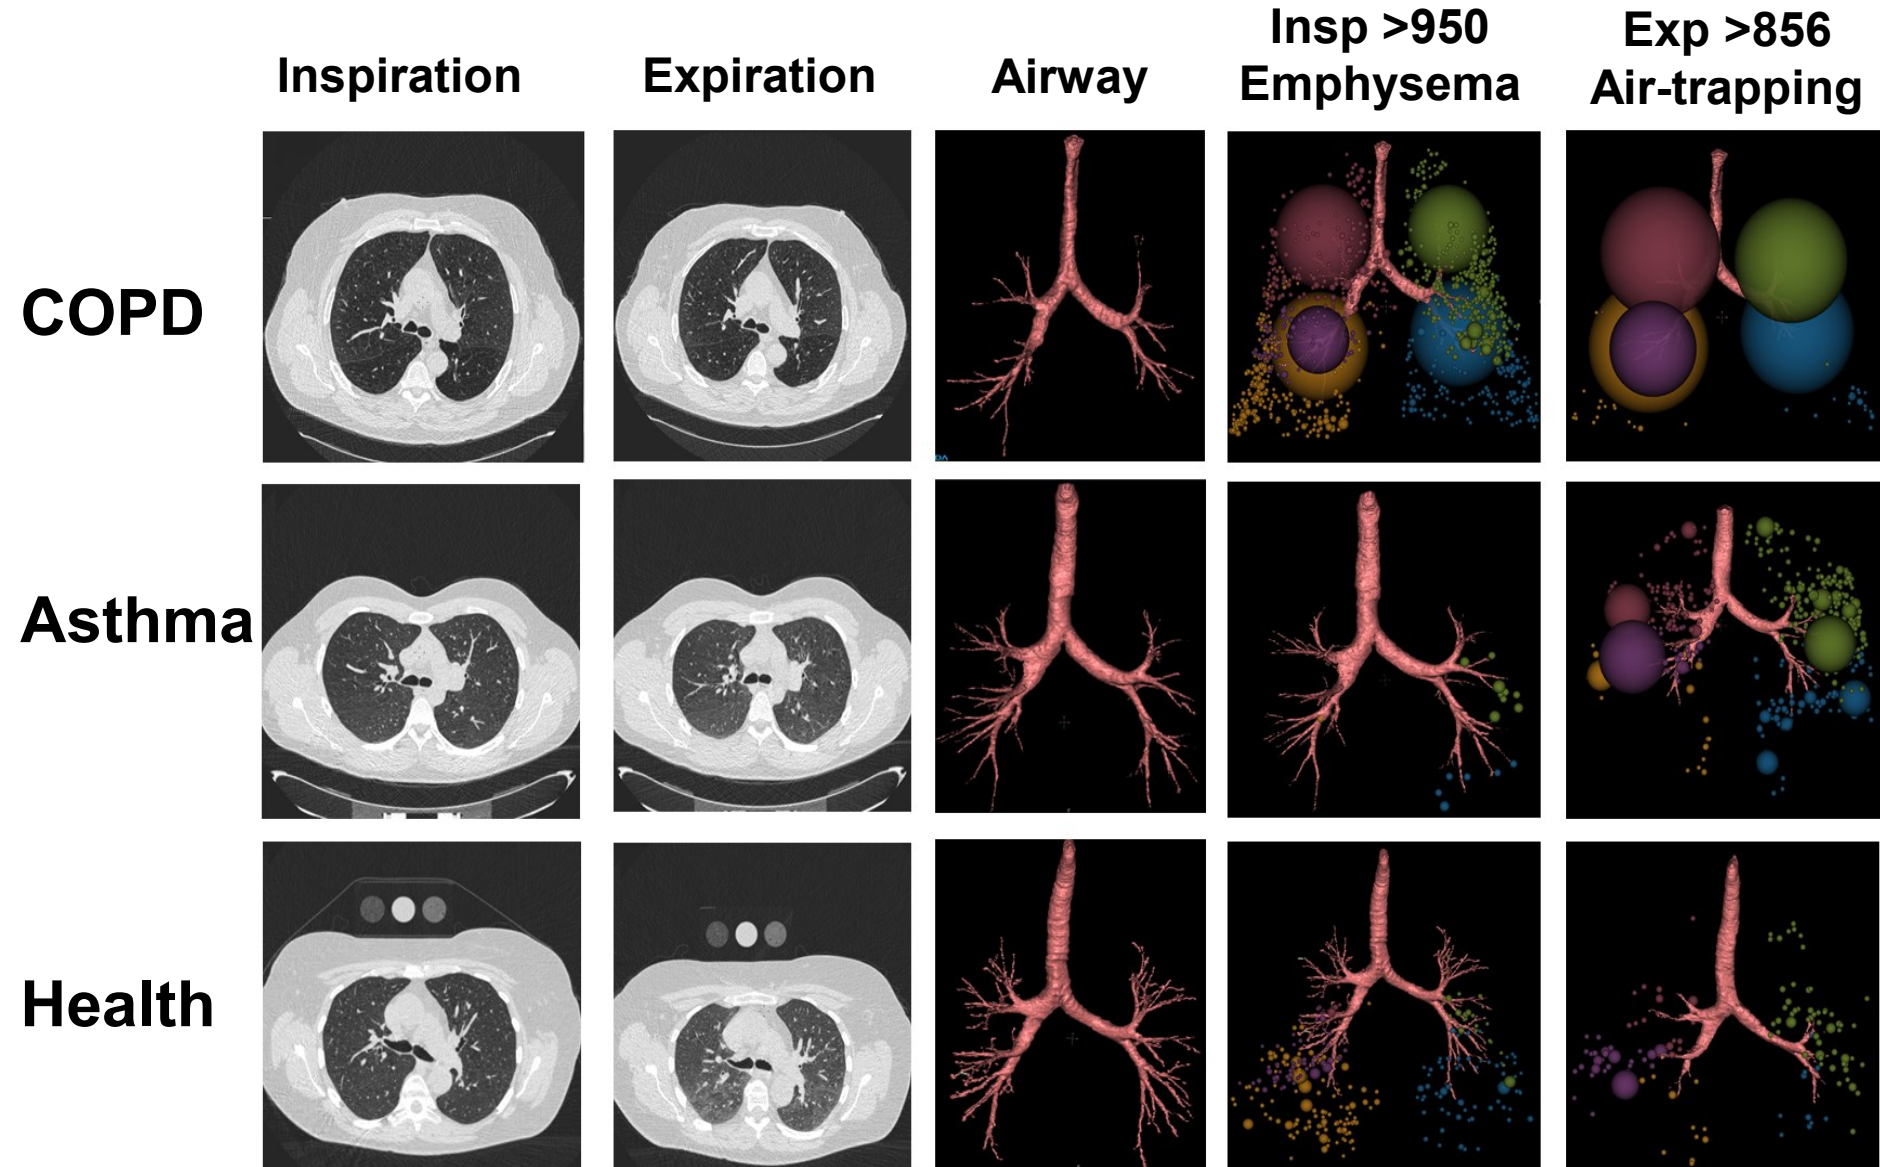 Inspiration
Expiration
Airway
Insp >950
Emphysema
Exp >856
Air-trapping
COPD
Asthma
Health